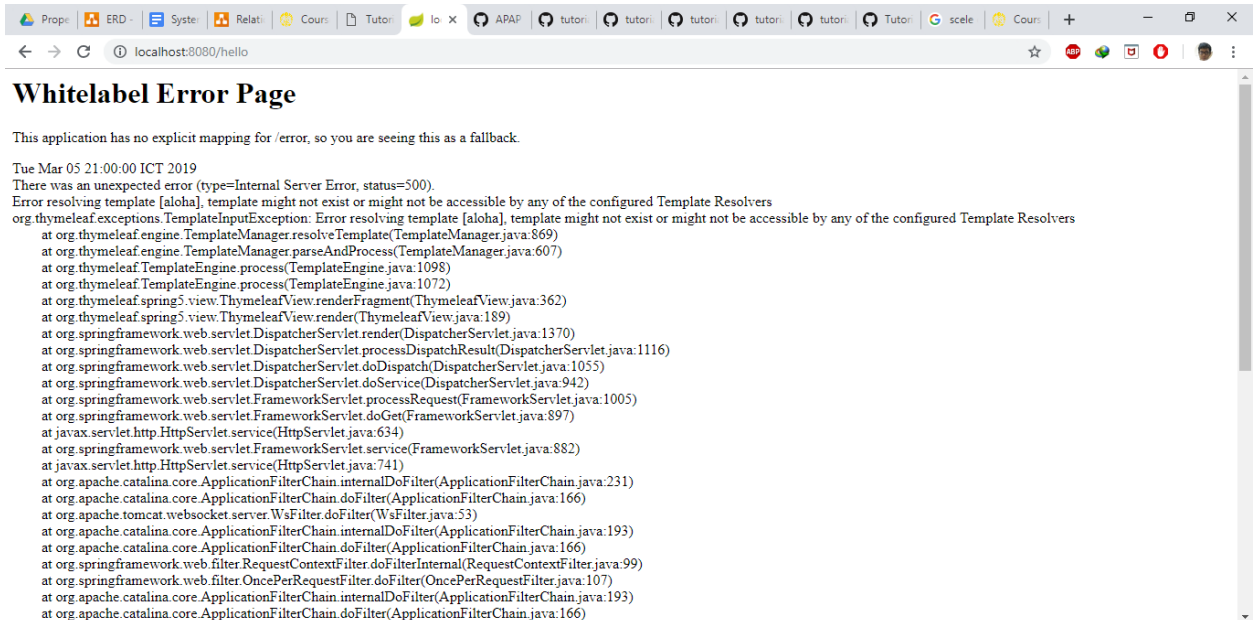 Prope
ERD -
Syste
Relati
Cours
Tutori
lo
APAP
tutori
tutori
tutori
tutori
tutori
Tutor
scele
Cours
localhost:8080/hello
ABP
Whitelabel Error Page
This application has no explicit mapping for /error, so you are seeing this as a fallback.
Tue Mar 05 21:00:00 ICT 2019
There was an unexpected error (type=Internal Server Error, status=500).
Error resolving template [aloha], template might not exist or might not be accessible by any of the configured Template Resolvers
org.thymeleaf.exceptions.TemplateInputException: Error resolving template [aloha], template might not exist or might not be accessible by any of the configured Template Resolvers
at org.thymeleaf.engine.TemplateManager.resolveTemplate(TemplateManager.java:869)
at org.thymeleaf.engine.TemplateManager.parseAndProcess(TemplateManager.java:607)
at org.thymeleaf.TemplateEngine.process(TemplateEngine.java:1098)
at org.thymeleaf.TemplateEngine.process(TemplateEngine.java:1072)
at org.thymeleaf.spring5.view.ThymeleafView.renderFragment(ThymeleafView.java:362)
at org.thymeleaf.spring5.view.ThymeleafView.render(ThymeleafView.java:189)
at org.springframework.web.servlet.DispatcherServlet.render(DispatcherServlet.java:1370)
at org.springframework.web.servlet.DispatcherServlet.processDispatchResult(DispatcherServlet.java:1116)
at org.springframework.web.servlet.DispatcherServlet.doDispatch(DispatcherServlet.java:1055)
at org.springframework.web.servlet.DispatcherServlet.doService(DispatcherServlet.java:942)
at org.springframework.web.servlet.FrameworkServlet.processRequest(FrameworkServlet.java:1005)
at org.springframework.web.servlet.FrameworkServlet.doGet(FrameworkServlet.java:897)
at javax.servlet.http.HttpServlet.service(HttpServlet.java:634)
at org.springframework.web.servlet.FrameworkServlet.service(FrameworkServlet.java:882)
at javax.servlet.http.HttpServlet.service(HttpServlet.java:741)
at org.apache.catalina.core.ApplicationFilterChain.internalDoFilter(ApplicationFilterChain.java:231)
at org.apache.catalina.core.ApplicationFilterChain.doFilter(ApplicationFilterChain.java:166)
at org.apache.tomcat.websocket.server.WsFilter.doFilter(WsFilter.java:53)
at org.apache.catalina.core.ApplicationFilterChain.internalDoFilter(ApplicationFilterChain.java:193)
at org.apache.catalina.core.ApplicationFilterChain.doFilter(ApplicationFilterChain.java:166)
at org.springframework.web.filter.RequestContextFilter.doFilterInternal(RequestContextFilter.java:99)
at org.springframework.web.filter.OncePerRequestFilter.doFilter(OncePerRequestFilter.java:107)
at org.apache.catalina.core.ApplicationFilterChain.internalDoFilter(ApplicationFilterChain.java:193)
at org.apache.catalina.core.ApplicationFilterChain.doFilter(ApplicationFilterChain.java:166)